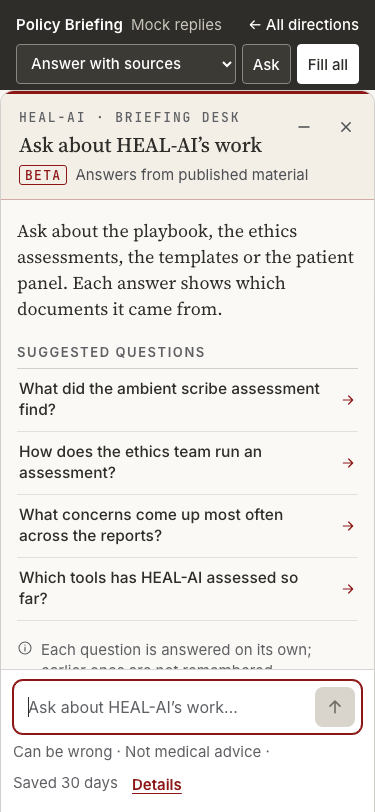 Policy Briefing Mock replies ← All directions
Answer with sources Ask Fill all
HEAL-AI · BRIEFING DESK
Ask about HEAL-AI’s work
BETA Answers from published material
Ask about the playbook, the ethics
assessments, the templates or the patient
panel. Each answer shows which
documents it came from.
SUGGESTED QUESTIONS
What did the ambient scribe assessment
find?
How does the ethics team run an
assessment?
What concerns come up most often
across the reports?
Which tools has HEAL-AI assessed so
far?
Each question is answered on its own;
earlier ones are not remembered
Ask about HEAL-AI’s work…
Can be wrong · Not medical advice ·
Saved 30 days Details